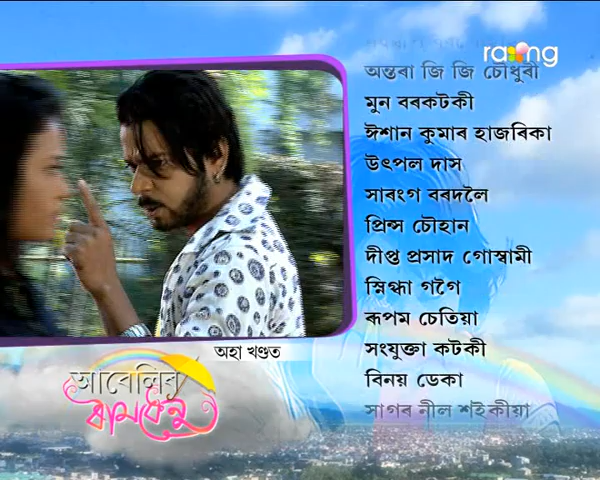 rang
অন্তৰা জি জি চৌধুৰী
মুন বৰকটকী
ঈশান কুমাৰ হাজৰিকা
উৎপল দাস
সাৰংগ বৰদলৈ
প্ৰিন্স চৌহান
দীপ্ত প্ৰসাদ গোস্বামী
স্নিগ্ধা গগৈ
ৰূপম চেতিয়া
সংযুক্তা কটকী
বিনয় ডেকা
সাগৰ নীল শইকীয়া
অহা খণ্ডত
আবেলিৰ
ৰামধেনু